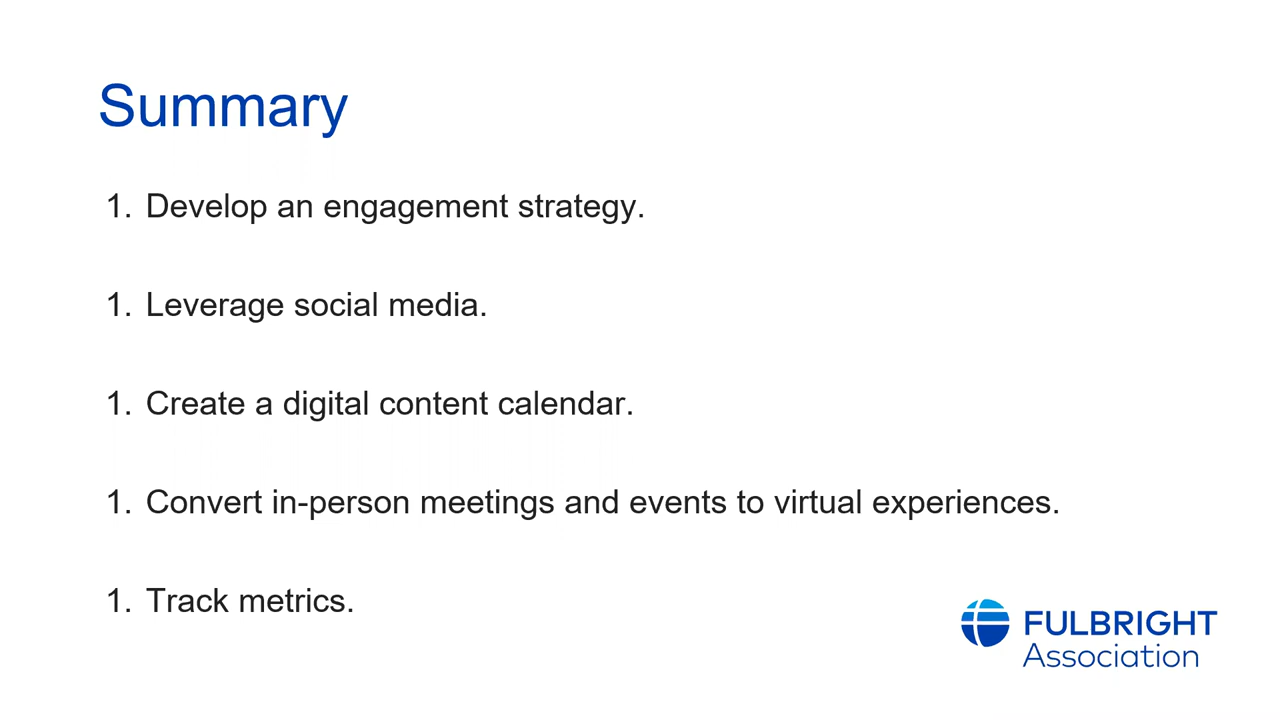 Summary
1. Develop an engagement strategy.
1. Leverage social media.
1. Create a digital content calendar.
1. Convert in-person meetings and events to virtual experiences.
1. Track metrics.
FULBRIGHT
Association